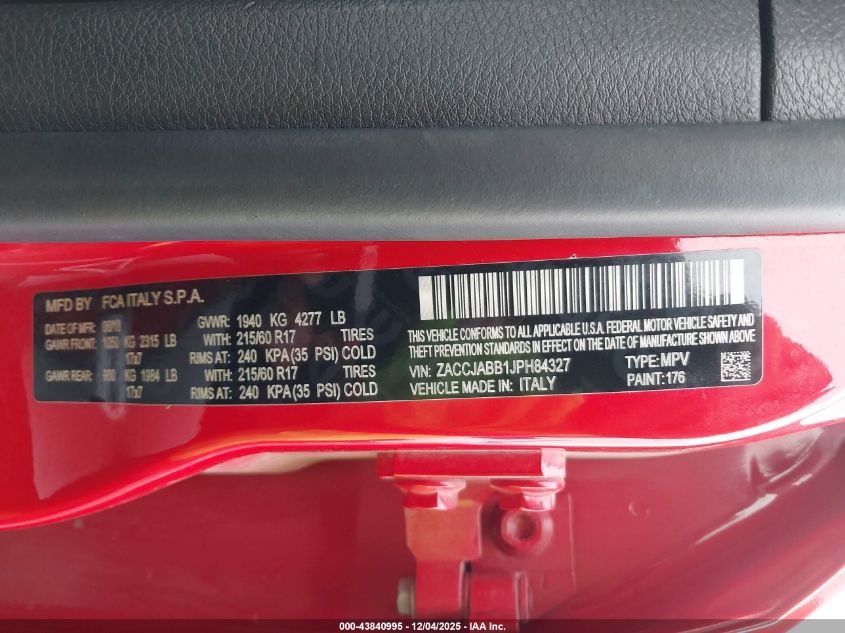 MFD BY FCA ITALY S.P.A.
DATE OF MFR GVWR: 1940 KG 4277 LB
GAWR FRONT: 1050 KG 2315 LB WITH: 215/60 R17 TIRES
17x7 RIMS AT: 240 KPA(35 PSI) COLD
GAWR REAR: 900 KG 1984 LB WITH: 215/60 R17 TIRES
17x7 RIMS AT: 240 KPA(35 PSI) COLD
THIS VEHICLE CONFORMS TO ALL APPLICABLE U.S.A. FEDERAL MOTOR VEHICLE SAFETY AND
THEFT PREVENTION STANDARDS IN EFFECT ON THE DATE OF MANUFACTURE SHOWN ABOVE
VIN: ZACCJABB1JPH84327 TYPE: MPV
VEHICLE MADE IN: ITALY PAINT: 176
000-43840995 - 12/04/2025 - IAA Inc.